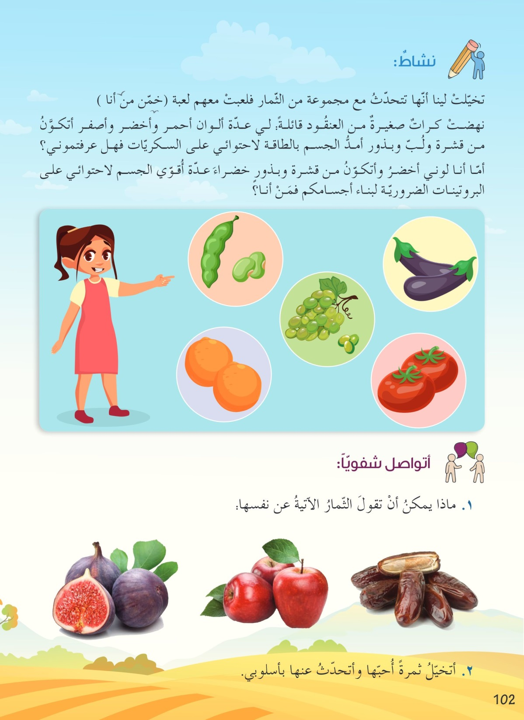 نشاطٌ:
تخيّلتْ لينا أنّها تتحدّثُ مع مجموعة من الثّمار فلعبتْ معهم لعبة (خمّن منْ أنا )
نهضتْ كراتٌ صغيرةٌ من العنقُود قائلةً: لي عدّة ألوان أحمر وأخضر وأصفر أتكوَّنُ
من قشرة ولُبّ وبذور أمدُّ الجسم بالطاقة لاحتوائي على السكريّات فهل عرفتموني؟
أمّا أنا لوني أخضرُ وأتكوّنُ من قشرة وبذور خضراءَ عدّة أُقوّي الجسم لاحتوائي على
البروتينات الضروريّة لبناء أجسامكم فمَنْ أنا؟
أتواصل شفويّاً:
١. ماذا يمكنُ أنْ تقولَ الثّمارُ الآتيةُ عن نفسها:
٢. أتخيّلُ ثمرةً أُحبّها وأتحدّثُ عنها بأسلوبي.
102